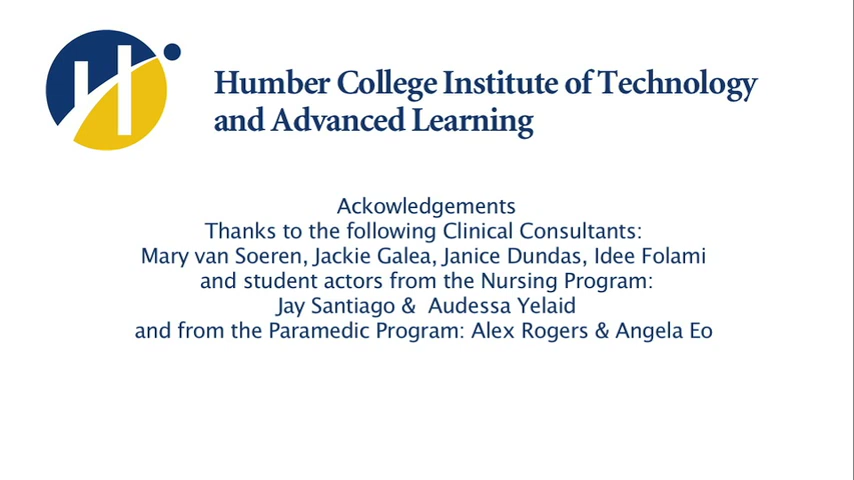 Humber College Institute of Technology
and Advanced Learning
Ackowledgements
Thanks to the following Clinical Consultants:
Mary van Soeren, Jackie Galea, Janice Dundas, Idee Folami
and student actors from the Nursing Program:
Jay Santiago &  Audessa Yelaid
and from the Paramedic Program: Alex Rogers & Angela Eo